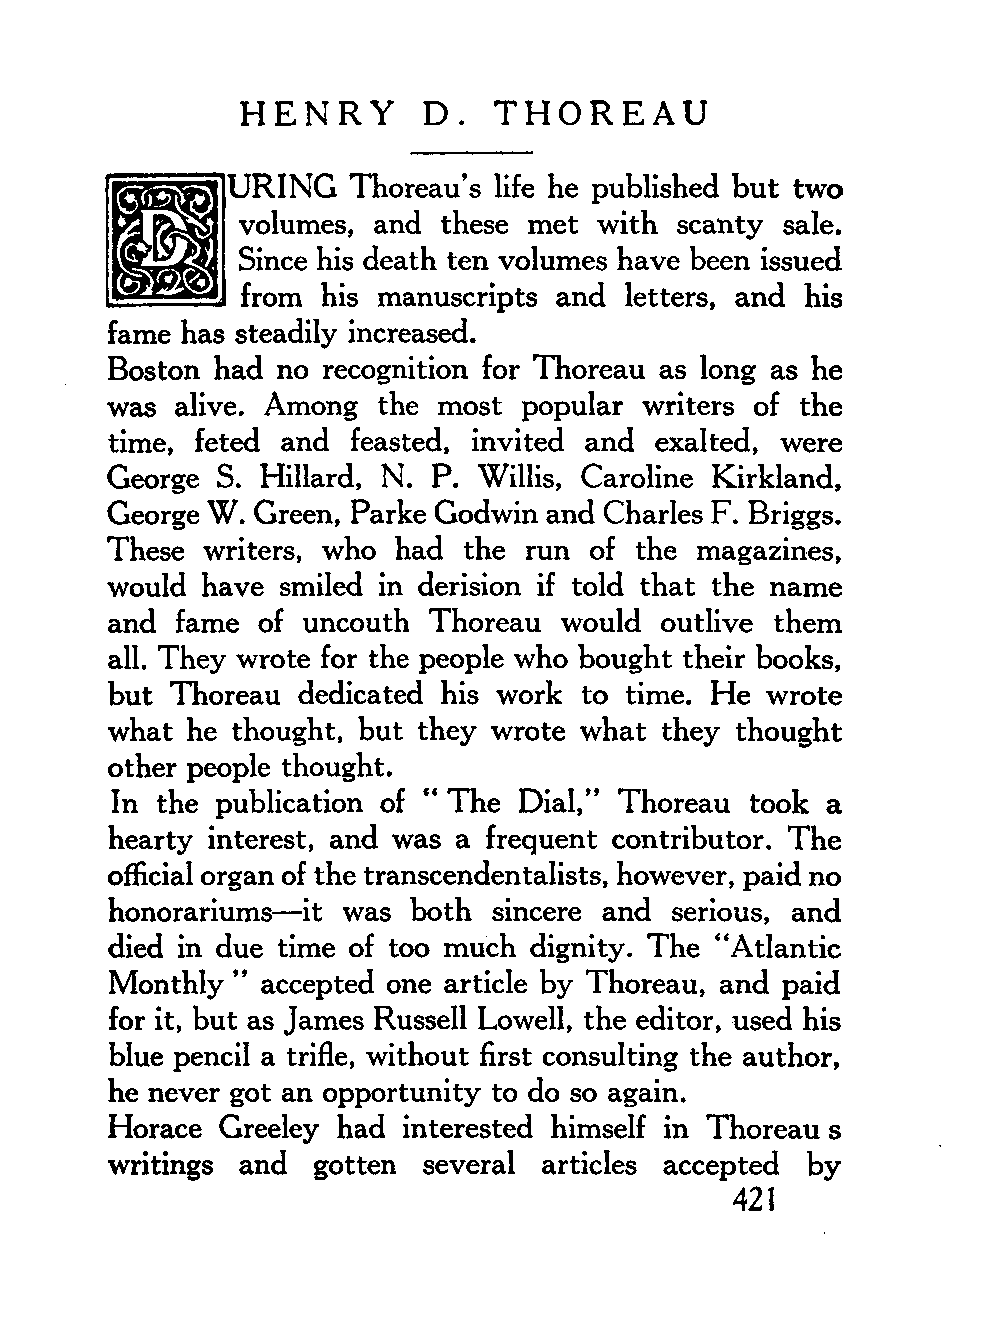 HENRY D. THOREAU
DURING Thoreau's life he published but two
volumes, and these met with scanty sale.
Since his death ten volumes have been issued
from his manuscripts and letters, and his
fame has steadily increased.
Boston had no recognition for Thoreau as long as he
was alive. Among the most popular writers of the
time, feted and feasted, invited and exalted, were
George S. Hillard, N. P. Willis, Caroline Kirkland,
George W. Green, Parke Godwin and Charles F. Briggs.
These writers, who had the run of the magazines,
would have smiled in derision if told that the name
and fame of uncouth Thoreau would outlive them
all. They wrote for the people who bought their books,
but Thoreau dedicated his work to time. He wrote
what he thought, but they wrote what they thought
other people thought.
In the publication of " The Dial," Thoreau took a
hearty interest, and was a frequent contributor. The
official organ of the transcendentalists, however, paid no
honorariums—it was both sincere and serious, and
died in due time of too much dignity. The "Atlantic
Monthly " accepted one article by Thoreau, and paid
for it, but as James Russell Lowell, the editor, used his
blue pencil a trifle, without first consulting the author,
he never got an opportunity to do so again.
Horace Greeley had interested himself in Thoreau s
writings and gotten several articles accepted by
421